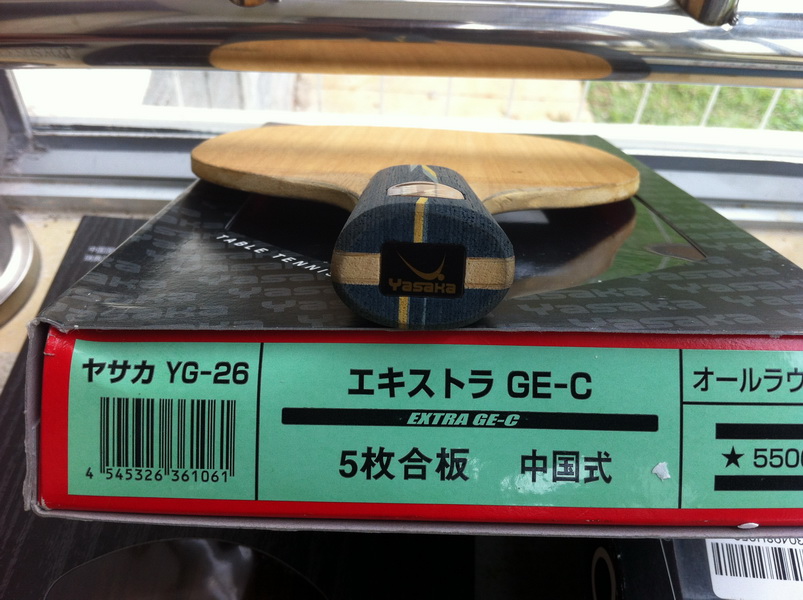 TABLE TENNIS
Yasaka
ヤサカ YG-26
4 545326 361061
エキストラ GE-C
EXTRA GE-C
5枚合板 中国式
オールラウ
★ 5500